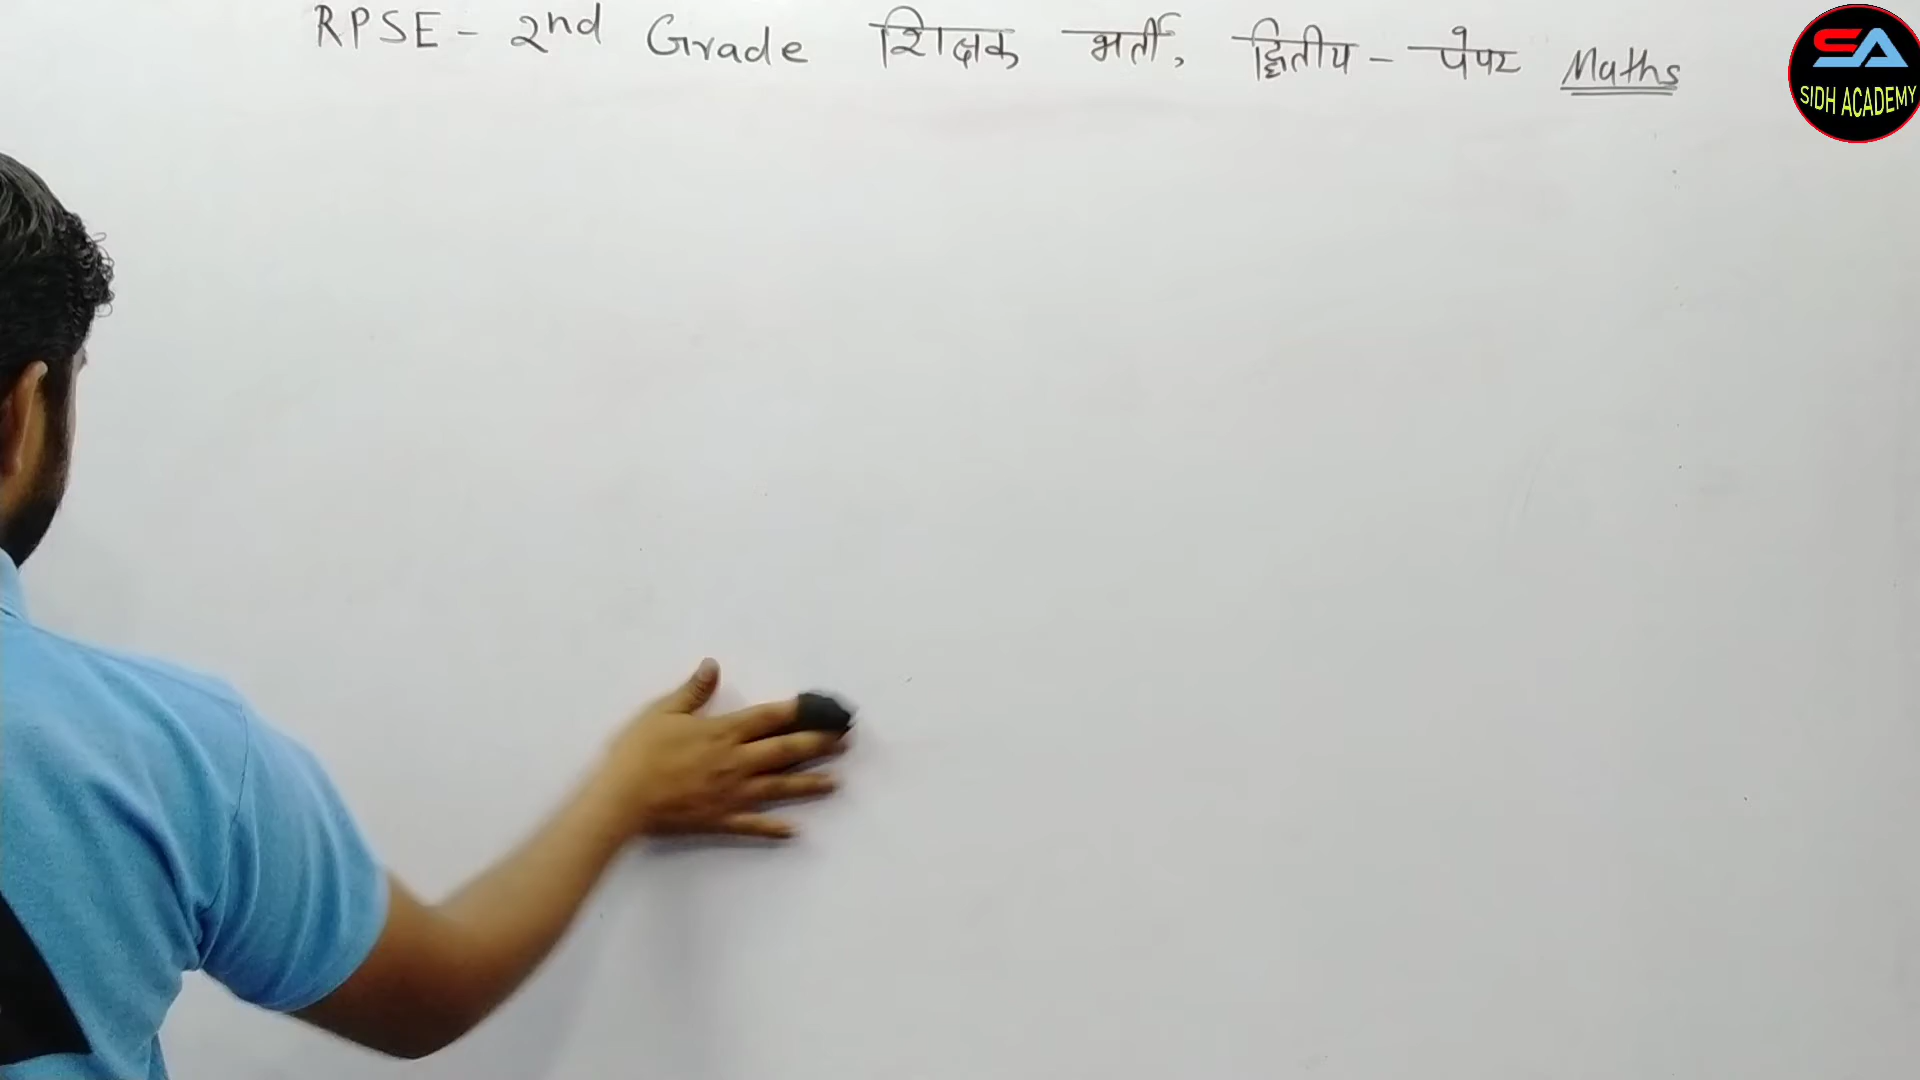 RPSE - 2nd Grade शिक्षक भर्ती, द्वितीय - पेपर Maths
SA
SIDH ACADEMY